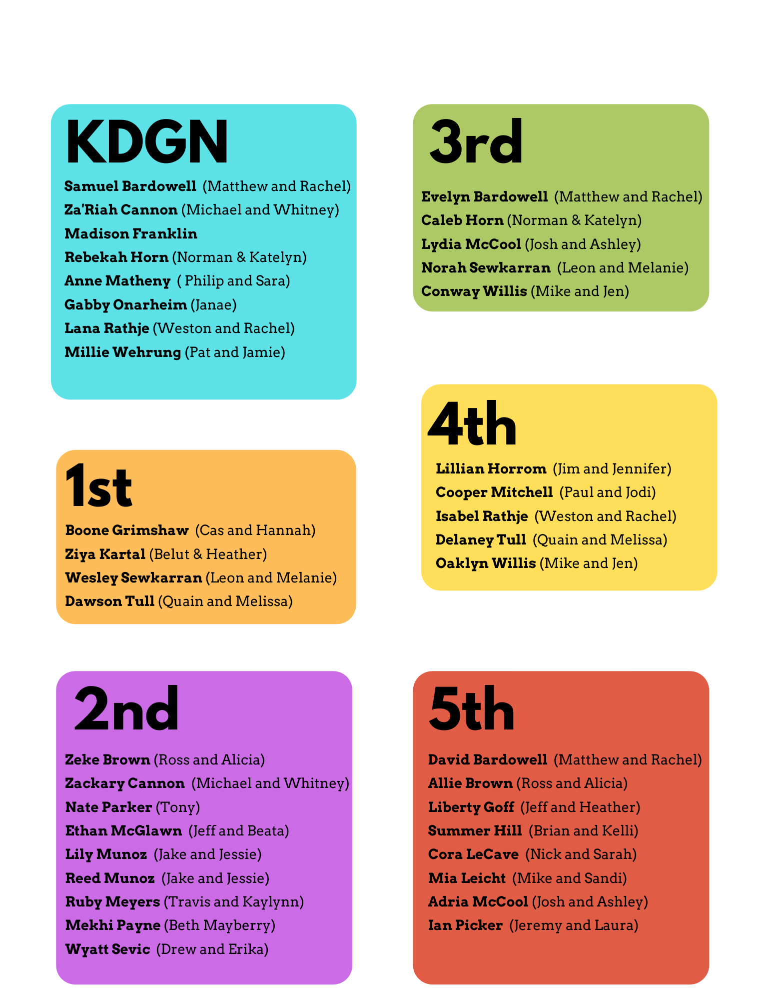 KDGN
Samuel Bardowell (Matthew and Rachel)
Za'Riah Cannon (Michael and Whitney)
Madison Franklin
Rebekah Horn (Norman & Katelyn)
Anne Matheny ( Philip and Sara)
Gabby Onarheim (Janae)
Lana Rathje (Weston and Rachel)
Millie Wehrung (Pat and Jamie)
1st
Boone Grimshaw (Cas and Hannah)
Ziya Kartal (Belut & Heather)
Wesley Sewkarran (Leon and Melanie)
Dawson Tull (Quain and Melissa)
2nd
Zeke Brown (Ross and Alicia)
Zackary Cannon (Michael and Whitney)
Nate Parker (Tony)
Ethan McGlawn (Jeff and Beata)
Lily Munoz (Jake and Jessie)
Reed Munoz (Jake and Jessie)
Ruby Meyers (Travis and Kaylynn)
Mekhi Payne (Beth Mayberry)
Wyatt Sevic (Drew and Erika)
3rd
Evelyn Bardowell (Matthew and Rachel)
Caleb Horn (Norman & Katelyn)
Lydia McCool (Josh and Ashley)
Norah Sewkarran (Leon and Melanie)
Conway Willis (Mike and Jen)
4th
Lillian Horrom (Jim and Jennifer)
Cooper Mitchell (Paul and Jodi)
Isabel Rathje (Weston and Rachel)
Delaney Tull (Quain and Melissa)
Oaklyn Willis (Mike and Jen)
5th
David Bardowell (Matthew and Rachel)
Allie Brown (Ross and Alicia)
Liberty Goff (Jeff and Heather)
Summer Hill (Brian and Kelli)
Cora LeCave (Nick and Sarah)
Mia Leicht (Mike and Sandi)
Adria McCool (Josh and Ashley)
Ian Picker (Jeremy and Laura)